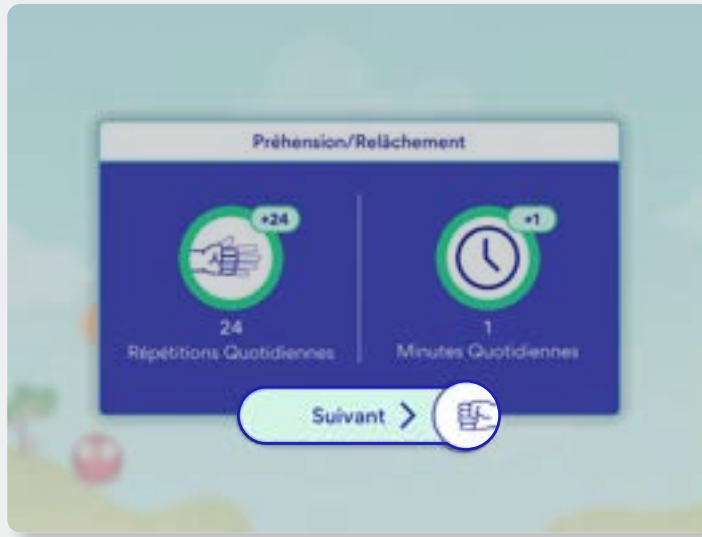 Préhension/Relâchement
+24
+1
24
1
Répétitions Quotidiennes
Minutes Quotidiennes
Suivant